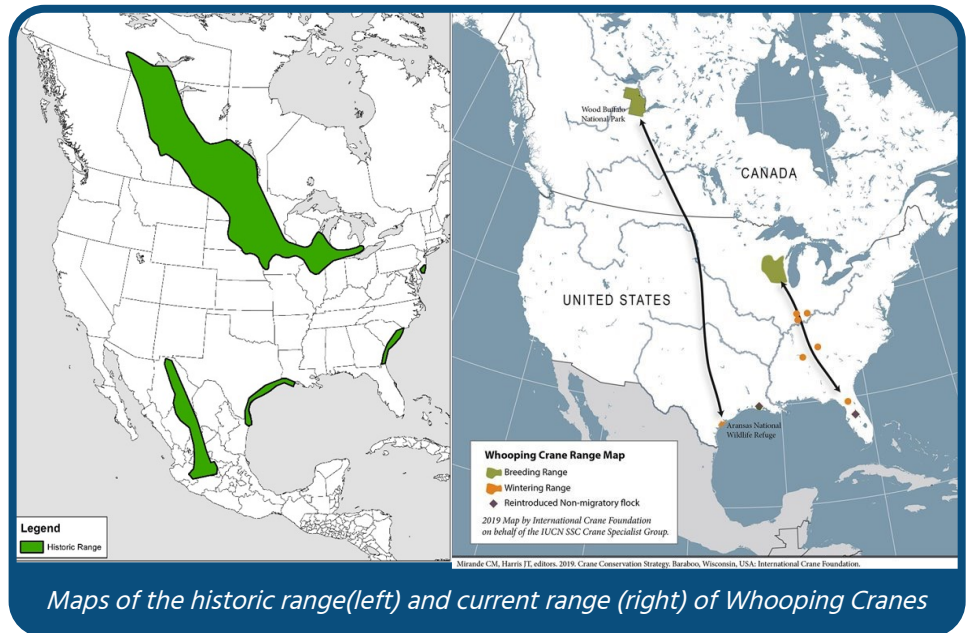 Legend
Historic Range
Wood Buffalo
National Park
CANADA
UNITED STATES
Aransas National
Wildlife Refuge
Whooping Crane Range Map
Breeding Range
Wintering Range
Reintroduced Non-migratory flock
2019 Map by International Crane Foundation
on behalf of the IUCN SSC Crane Specialist Group.
Mirande CM, Harris JT, editors. 2019. Crane Conservation Strategy. Baraboo, Wisconsin, USA: International Crane Foundation.
Maps of the historic range(left) and current range (right) of Whooping Cranes